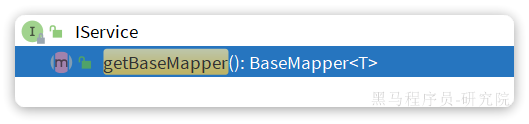 I IService
m getBaseMapper(): BaseMapper<T>
黑马程序员-研究院